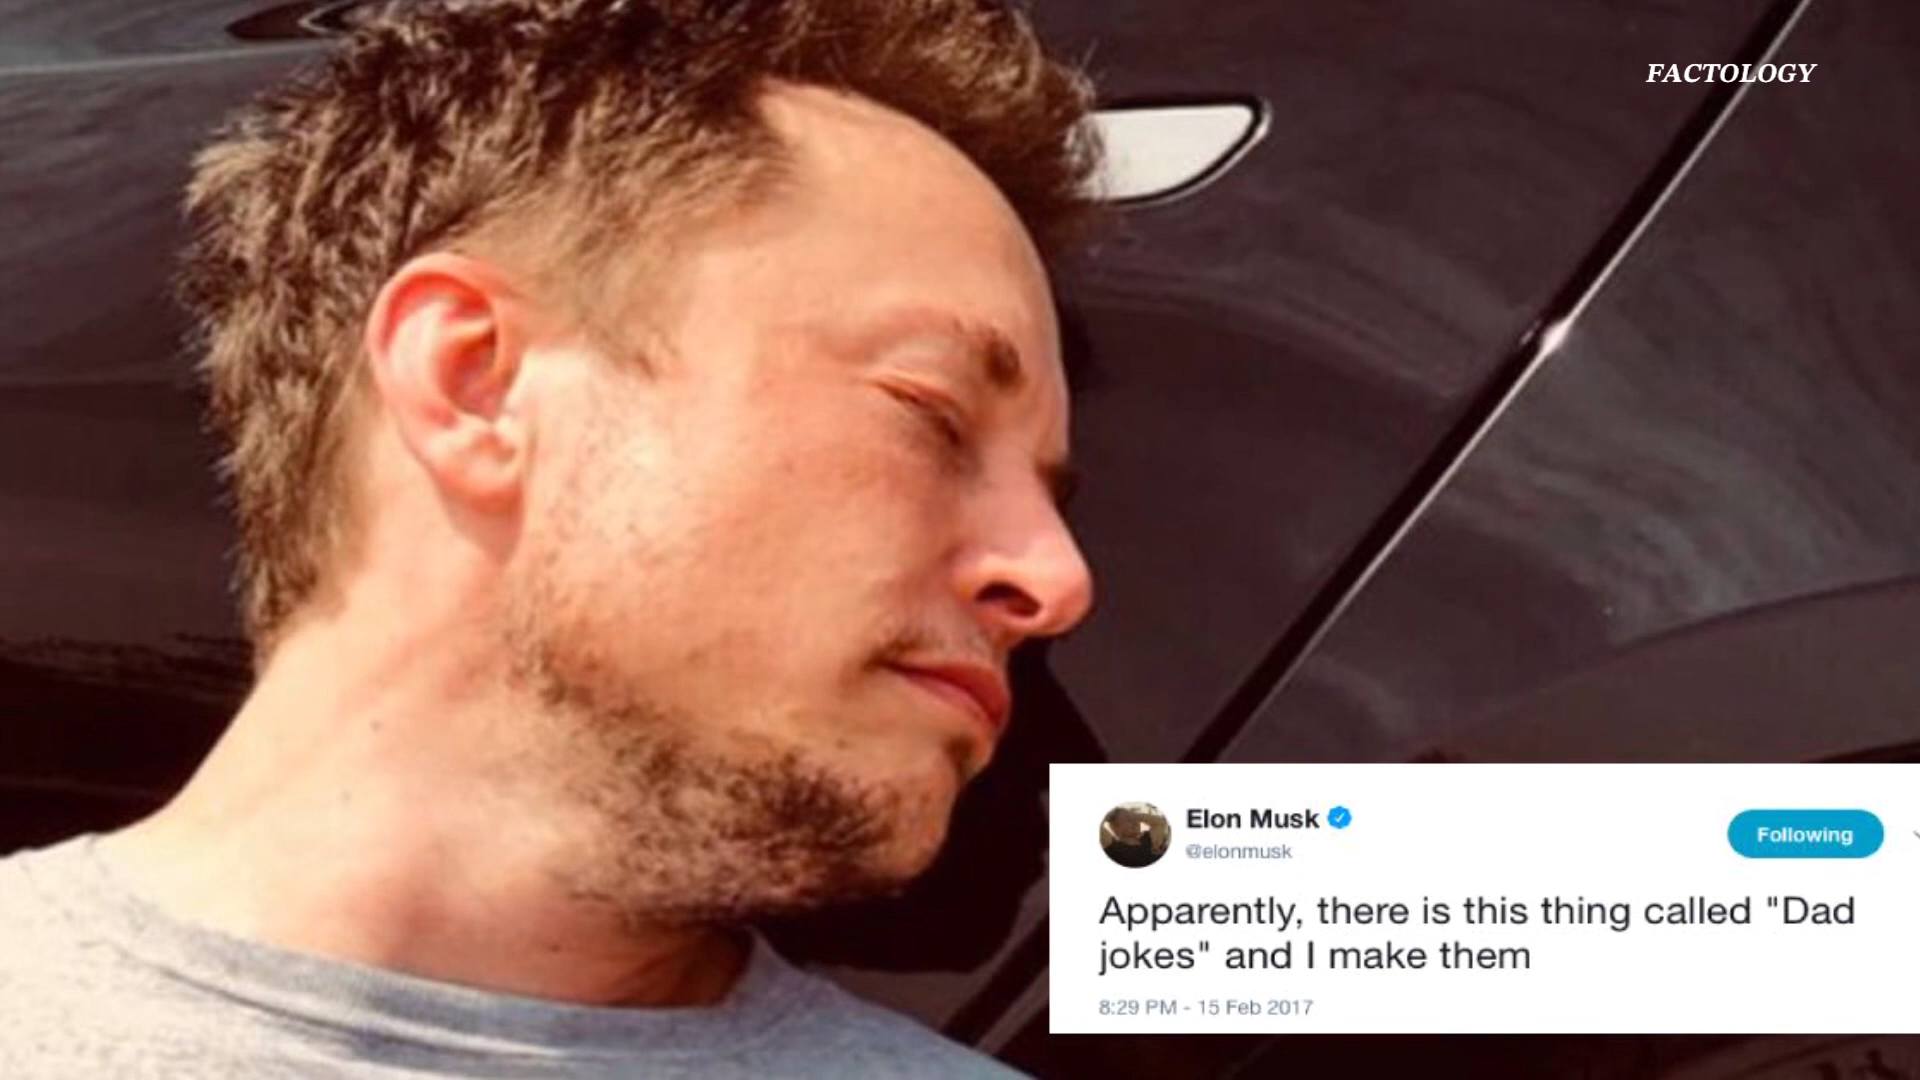 FACTOLOGY
Elon Musk
@elonmusk
Following
Apparently, there is this thing called "Dad
jokes" and I make them
8:29 PM - 15 Feb 2017